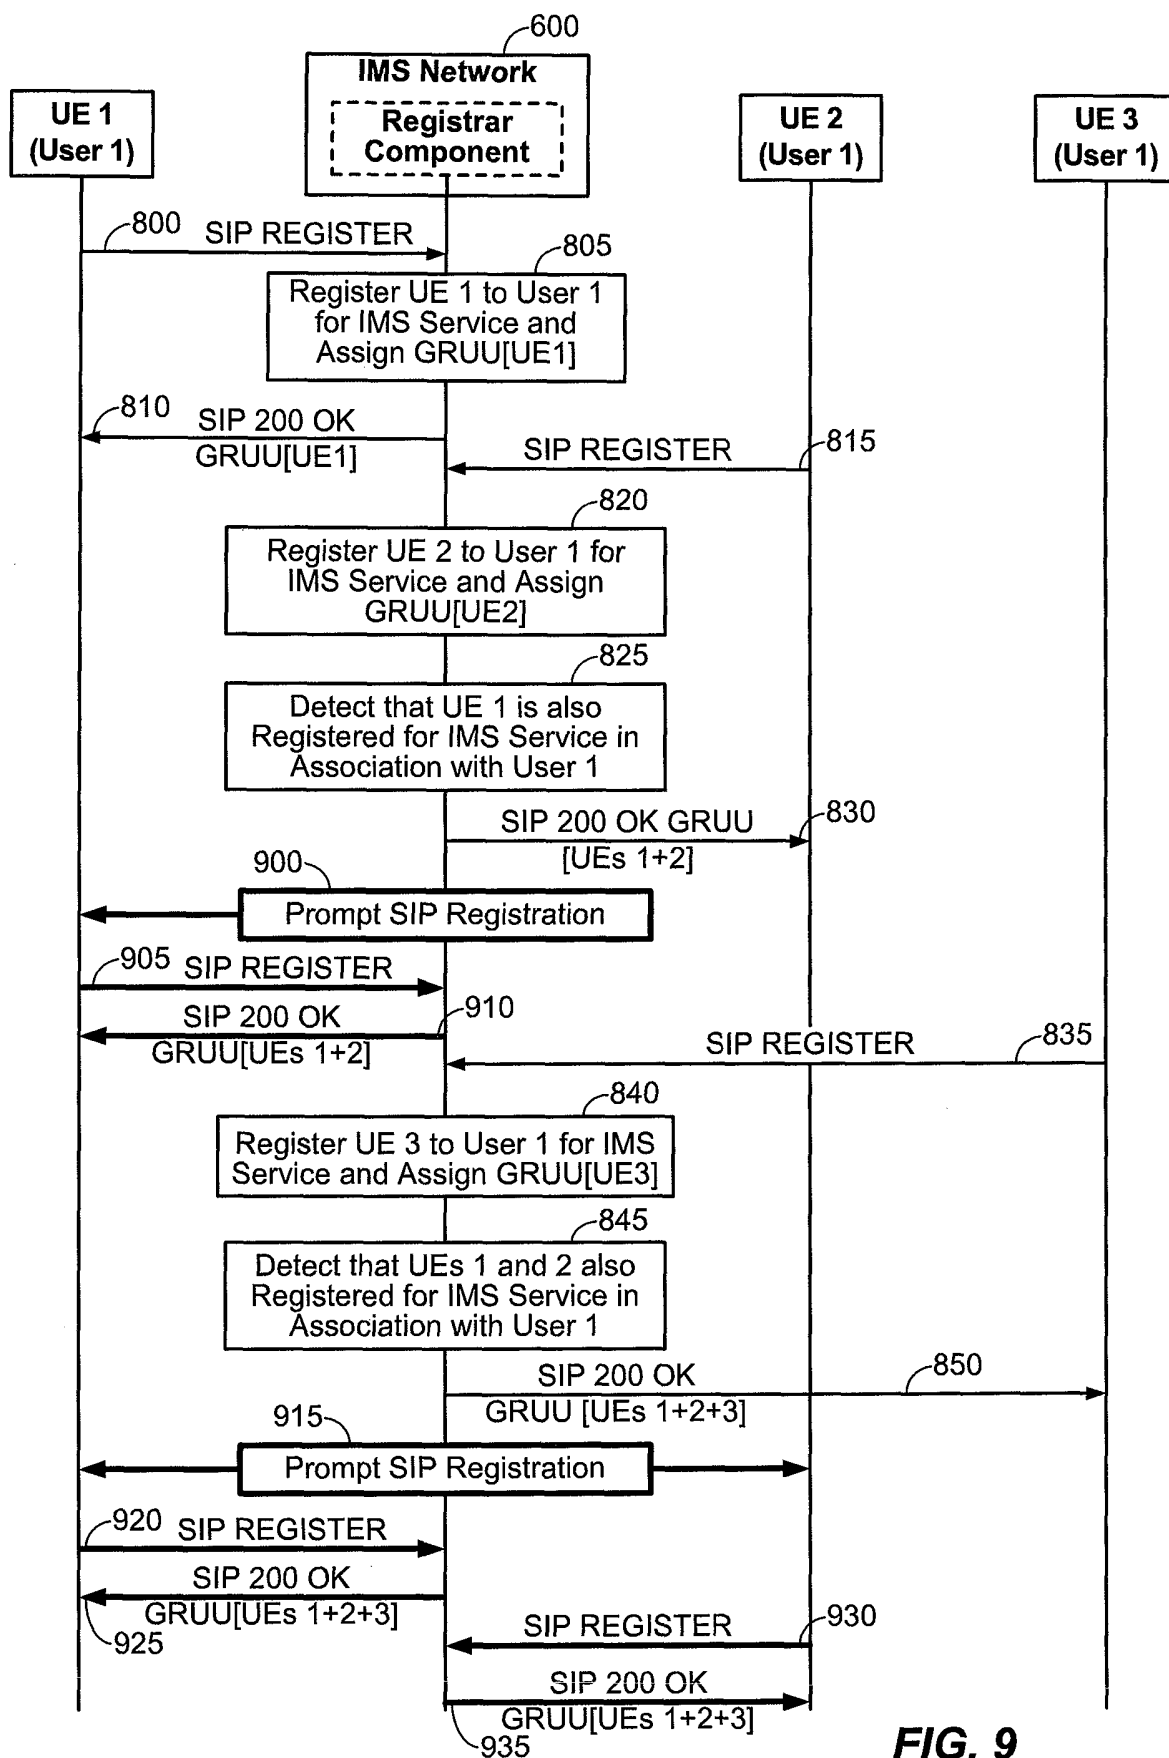 600
IMS Network
Registrar
Component
UE 1
(User 1)
UE 2
(User 1)
UE 3
(User 1)
800
SIP REGISTER
805
Register UE 1 to User 1
for IMS Service and
Assign GRUU[UE1]
810
SIP 200 OK
GRUU[UE1]
SIP REGISTER
815
820
Register UE 2 to User 1 for
IMS Service and Assign
GRUU[UE2]
825
Detect that UE 1 is also
Registered for IMS Service in
Association with User 1
SIP 200 OK GRUU
830
[UEs 1+2]
900
Prompt SIP Registration
905
SIP REGISTER
SIP 200 OK
910
GRUU[UEs 1+2]
SIP REGISTER
835
840
Register UE 3 to User 1 for IMS
Service and Assign GRUU[UE3]
845
Detect that UEs 1 and 2 also
Registered for IMS Service in
Association with User 1
SIP 200 OK
850
GRUU [UEs 1+2+3]
915
Prompt SIP Registration
920
SIP REGISTER
SIP 200 OK
GRUU[UEs 1+2+3]
925
SIP REGISTER
930
SIP 200 OK
GRUU[UEs 1+2+3]
935
FIG. 9